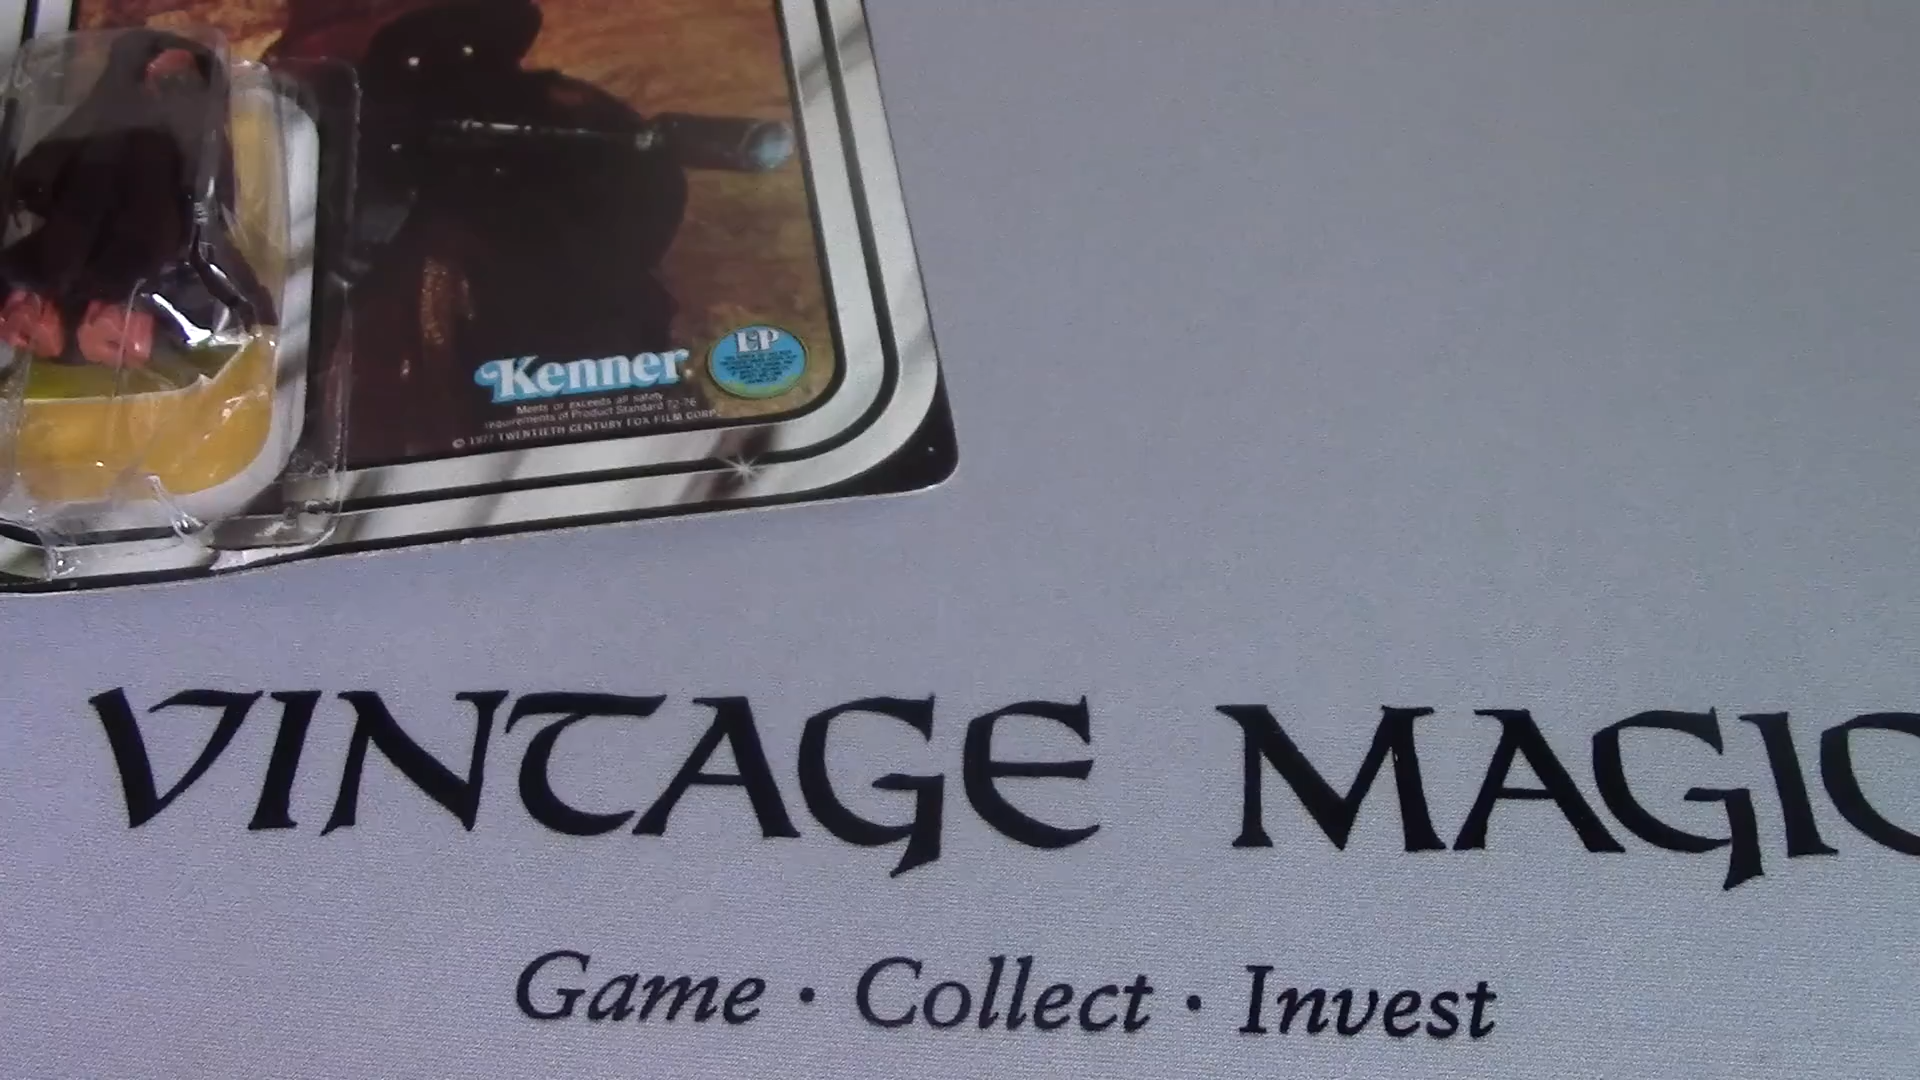 Kenner
LP
Meets or exceeds all safety
requirements of Product Standard 72-76
© 1977 TWENTIETH CENTURY FOX FILM CORP.
VINTAGE MAGIC
Game · Collect · Invest